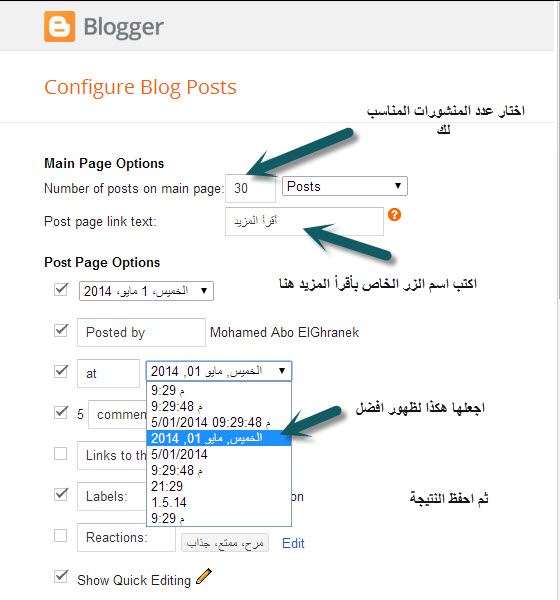 Blogger
Configure Blog Posts
اختار عدد المنشورات المناسب
لك
Main Page Options
Number of posts on main page: 30 Posts
Post page link text: أقرأ المزيد ?
Post Page Options
اكتب اسم الزر الخاص بأقرأ المزيد هنا
الخميس، 1 مايو، 2014
Posted by Mohamed Abo ElGhranek
at الخميس, مايو 01, 2014
9:29 م
9:29:48 م
5/01/2014 09:29:48 م
الخميس, مايو 01, 2014
5/01/2014
9:29:48 م
21:29
1.5.14
9:29 م
اجعلها هكذا لظهور افضل
5 commen
Links to th
Labels: on
ثم احفظ النتيجة
Reactions: مرح، ممتع، جذاب Edit
Show Quick Editing